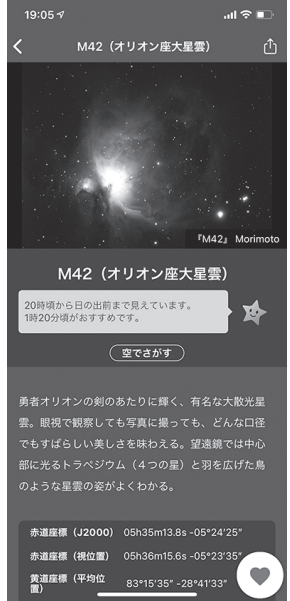 19:05
M42（オリオン座大星雲）
『M42』 Morimoto
M42（オリオン座大星雲）
20時頃から日の出前まで見えています。
1時20分頃がおすすめです。
空でさがす
勇者オリオンの剣のあたりに輝く、有名な大散光星
雲。眼視で観察しても写真に撮っても、どんな口径
でもすばらしい美しさを味わえる。望遠鏡では中心
部に光るトラペジウム（4つの星）と羽を広げた鳥
のような星雲の姿がよくわかる。
赤道座標（J2000） 05h35m13.8s -05°24'25"
赤道座標（視位置） 05h36m15.6s -05°23'35"
黄道座標（平均位
置） 83°15'35" -28°41'33"